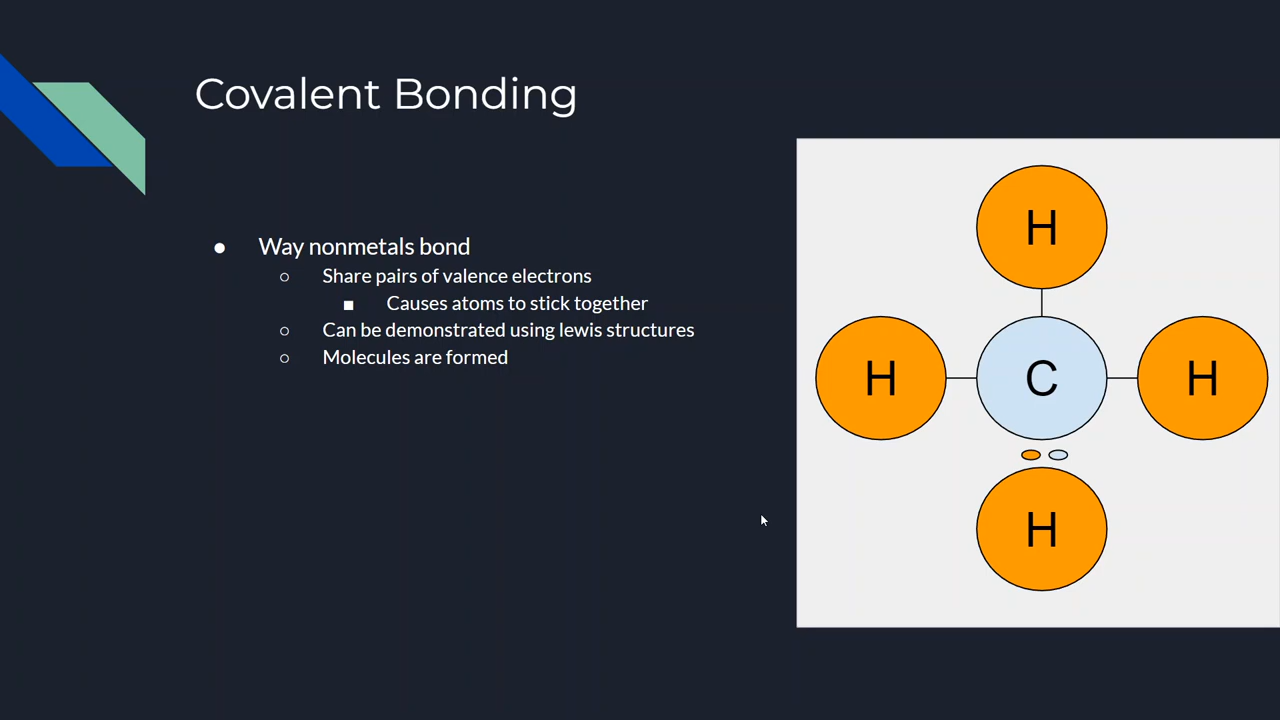 Covalent Bonding
● Way nonmetals bond
○ Share pairs of valence electrons
■ Causes atoms to stick together
○ Can be demonstrated using lewis structures
○ Molecules are formed
H
H C H
H